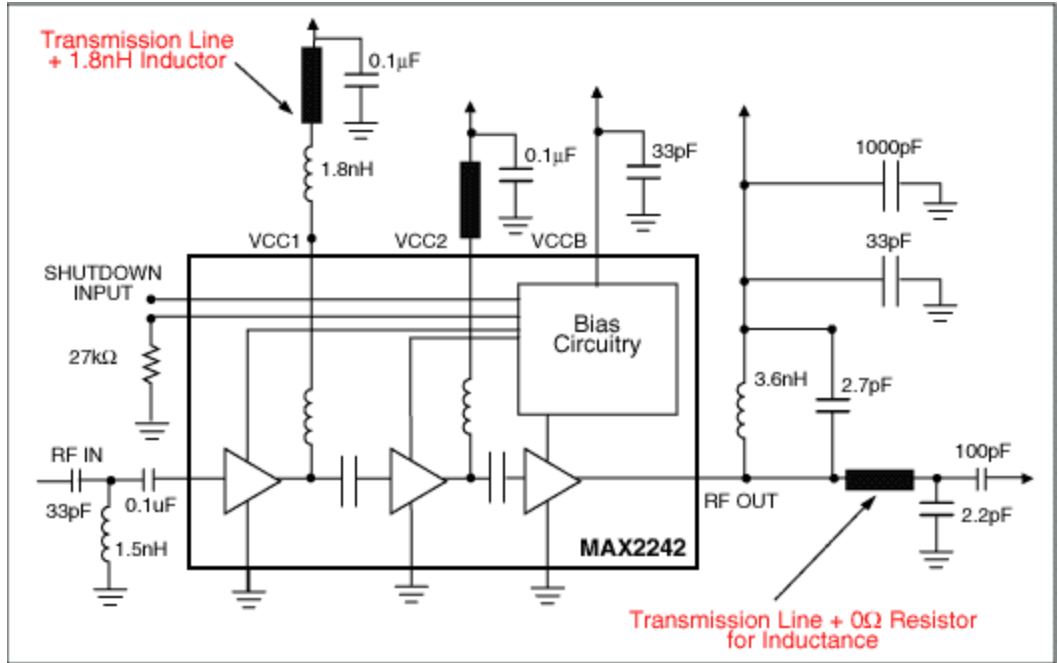 Transmission Line
+ 1.8nH Inductor
0.1µF
1.8nH
0.1µF
33pF
1000pF
33pF
VCC1
VCC2
VCCB
SHUTDOWN
INPUT
27kΩ
Bias
Circuitry
3.6nH
2.7pF
RF IN
33pF
0.1uF
1.5nH
RF OUT
100pF
2.2pF
MAX2242
Transmission Line + 0Ω Resistor
for Inductance